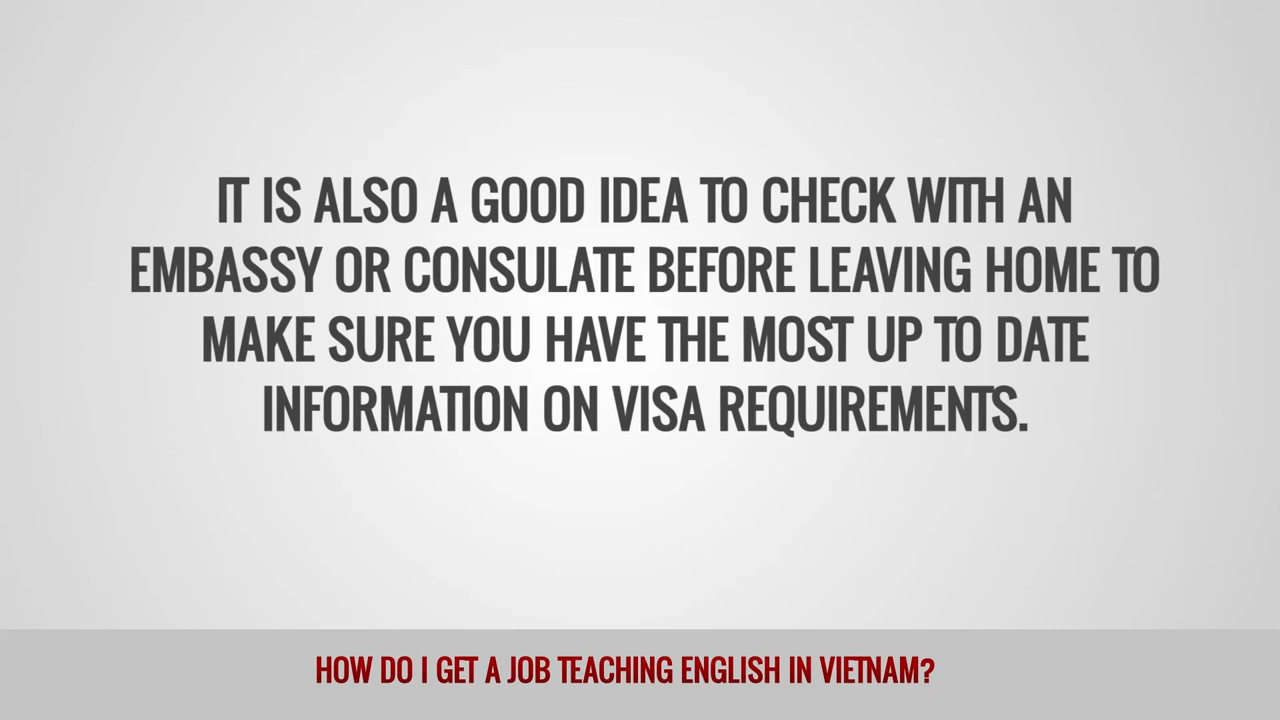 IT IS ALSO A GOOD IDEA TO CHECK WITH AN
EMBASSY OR CONSULATE BEFORE LEAVING HOME TO
MAKE SURE YOU HAVE THE MOST UP TO DATE
INFORMATION ON VISA REQUIREMENTS.
HOW DO I GET A JOB TEACHING ENGLISH IN VIETNAM?